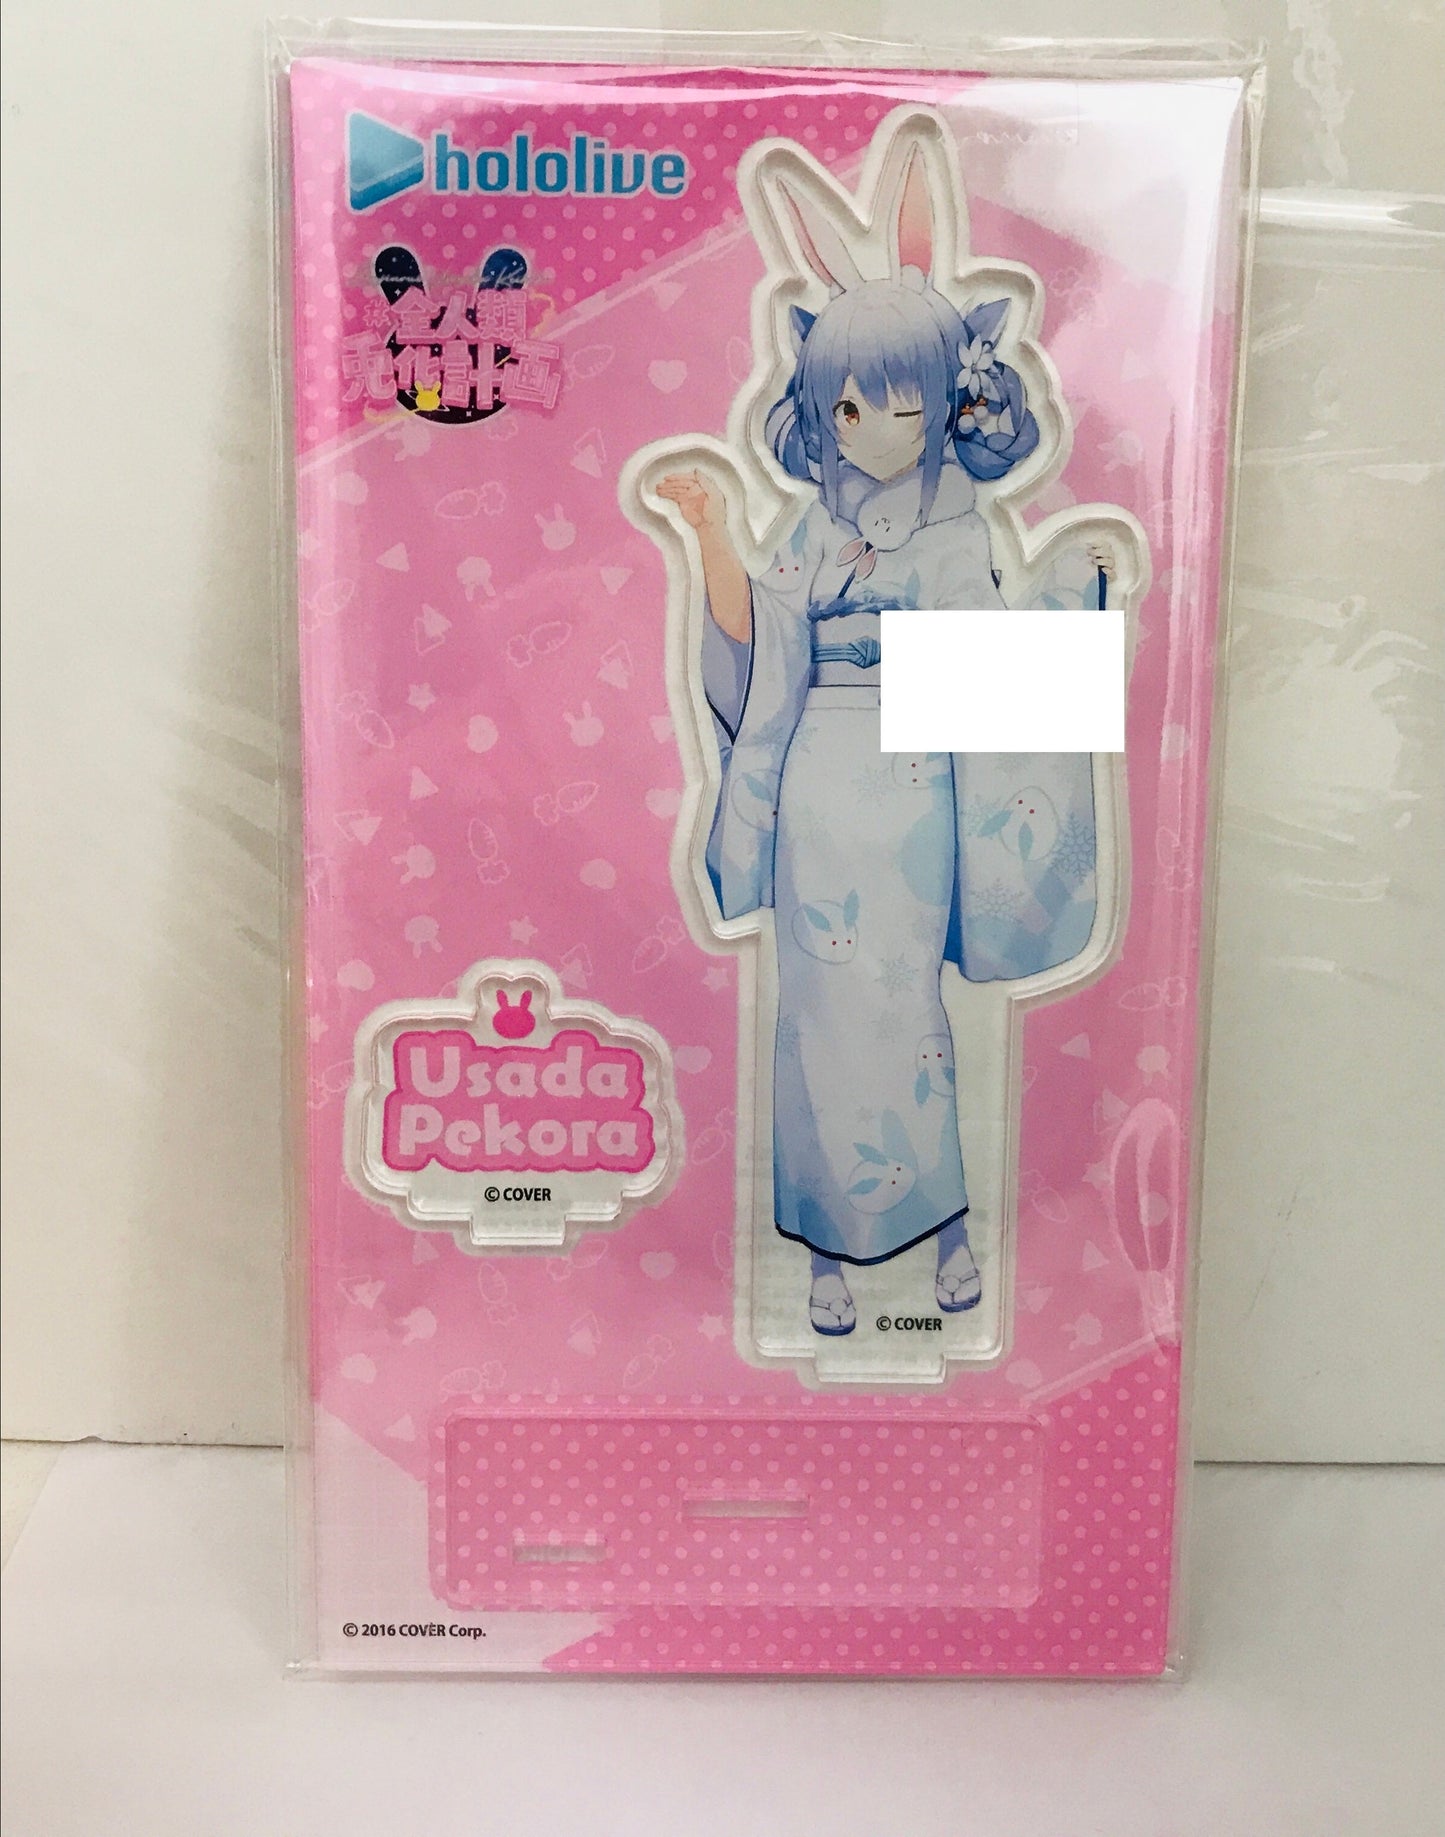 hololive
#全人類
兎化計画
Usada
Pekora
© COVER
© COVER
© 2016 COVER Corp.